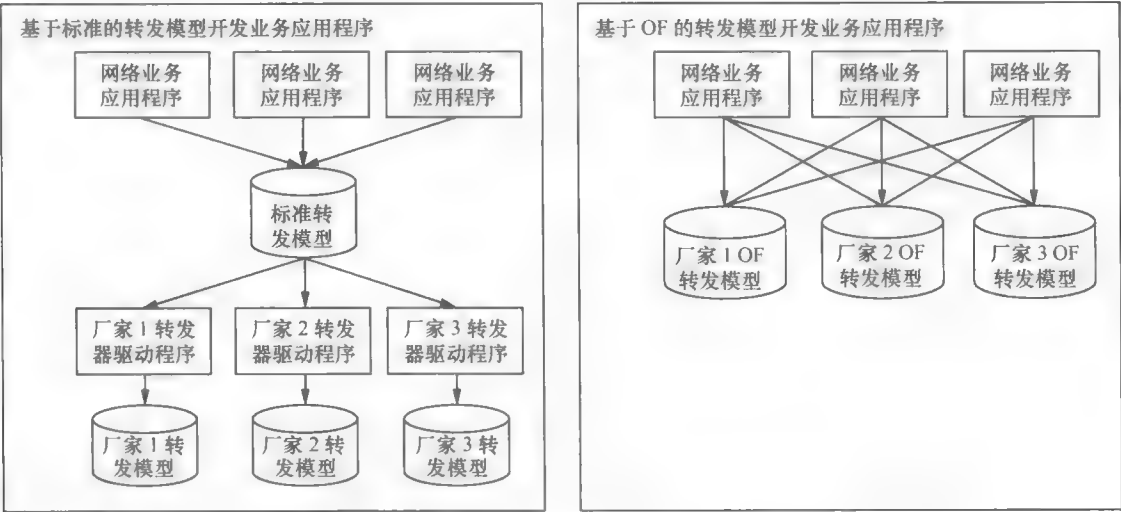 基于标准的转发模型开发业务应用程序
网络业务
应用程序
网络业务
应用程序
网络业务
应用程序
标准转
发模型
厂家 1 转发
器驱动程序
厂家 2 转发
器驱动程序
厂家 3 转发
器驱动程序
厂家 1 转
发模型
厂家 2 转
发模型
厂家 3 转
发模型
基于 OF 的转发模型开发业务应用程序
网络业务
应用程序
网络业务
应用程序
网络业务
应用程序
厂家 1 OF
转发模型
厂家 2 OF
转发模型
厂家 3 OF
转发模型